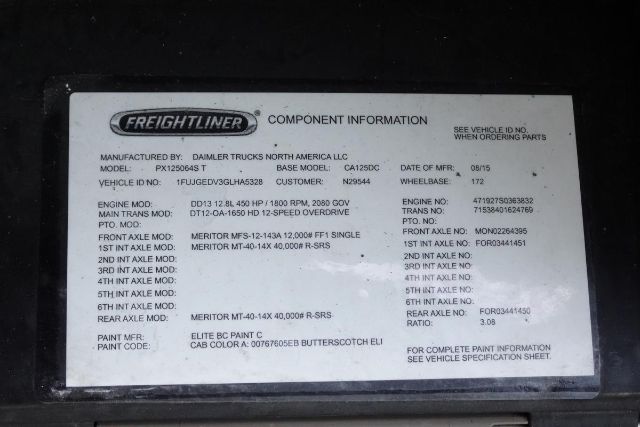 FREIGHTLINER® COMPONENT INFORMATION
SEE VEHICLE ID NO.
WHEN ORDERING PARTS
MANUFACTURED BY: DAIMLER TRUCKS NORTH AMERICA LLC
MODEL: PX125064S T BASE MODEL: CA125DC DATE OF MFR: 08/15
VEHICLE ID NO: 1FUJGEDV3GLHA5328 CUSTOMER: N29544 WHEELBASE: 172
ENGINE MOD: DD13 12.8L 450 HP / 1800 RPM, 2080 GOV ENGINE NO: 471927S0363832
MAIN TRANS MOD: DT12-OA-1650 HD 12-SPEED OVERDRIVE TRANS NO: 71538401624769
PTO. MOD: PTO. NO:
FRONT AXLE MOD: MERITOR MFS-12-143A 12,000# FF1 SINGLE FRONT AXLE NO: MON02264395
1ST INT AXLE MOD: MERITOR MT-40-14X 40,000# R-SRS 1ST INT AXLE NO: FOR03441451
2ND INT AXLE MOD: 2ND INT AXLE NO:
3RD INT AXLE MOD: 3RD INT AXLE NO:
4TH INT AXLE MOD: 4TH INT AXLE NO:
5TH INT AXLE MOD: 5TH INT AXLE NO:
6TH INT AXLE MOD: 6TH INT AXLE NO:
REAR AXLE MOD: MERITOR MT-40-14X 40,000# R-SRS REAR AXLE NO: FOR03441450
RATIO: 3.08
PAINT MFR: ELITE BC PAINT C
PAINT CODE: CAB COLOR A: 00767605EB BUTTERSCOTCH ELI
FOR COMPLETE PAINT INFORMATION
SEE VEHICLE SPECIFICATION SHEET.